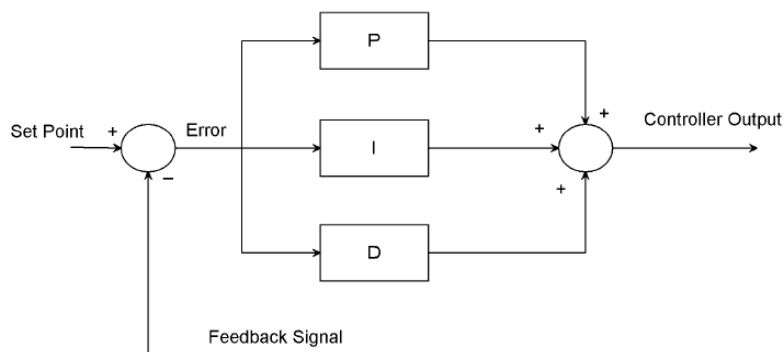 P
+
Set Point
+
Error
+
I
Controller Output
–
+
D
Feedback Signal